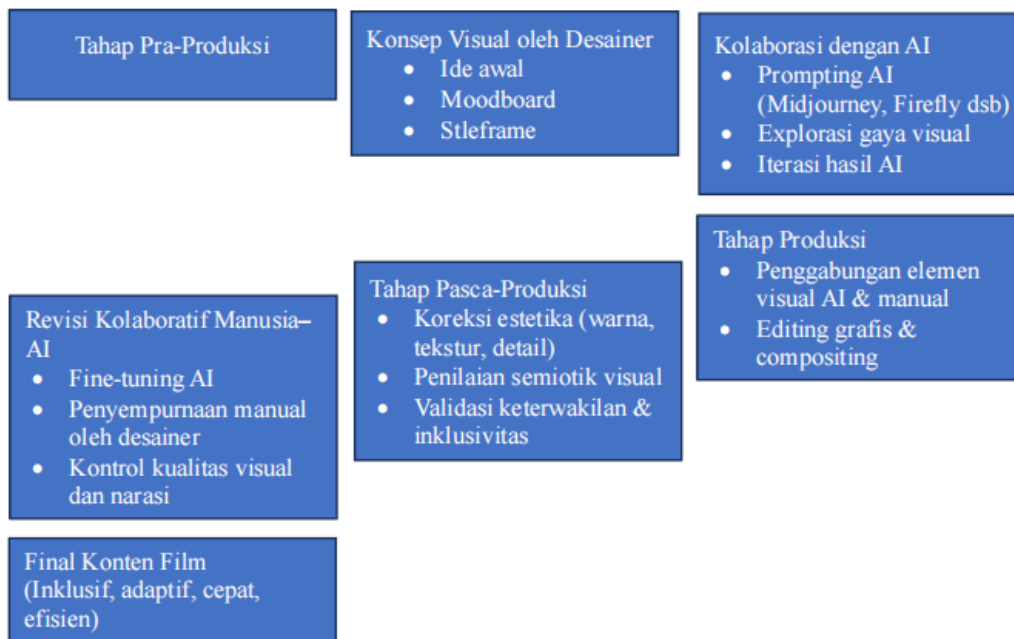 Tahap Pra-Produksi
Konsep Visual oleh Desainer
• Ide awal
• Moodboard
• Stleframe
Kolaborasi dengan AI
• Prompting AI
(Midjourney, Firefly dsb)
• Explorasi gaya visual
• Iterasi hasil AI
Tahap Produksi
• Penggabungan elemen
visual AI & manual
• Editing grafis &
compositing
Tahap Pasca-Produksi
• Koreksi estetika (warna,
tekstur, detail)
• Penilaian semiotik visual
• Validasi keterwakilan &
inklusivitas
Revisi Kolaboratif Manusia–
AI
• Fine-tuning AI
• Penyempurnaan manual
oleh desainer
• Kontrol kualitas visual
dan narasi
Final Konten Film
(Inklusif, adaptif, cepat,
efisien)